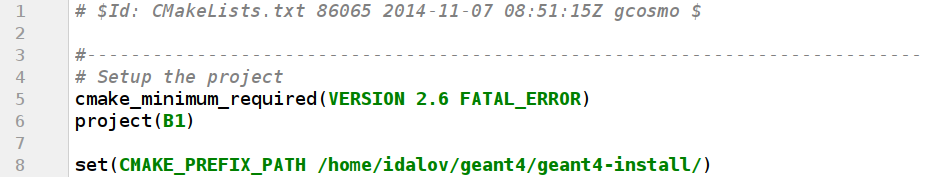 1 # $Id: CMakeLists.txt 86065 2014-11-07 08:51:15Z gcosmo $
2
3 #----------------------------------------------------------------------------
4 # Setup the project
5 cmake_minimum_required(VERSION 2.6 FATAL_ERROR)
6 project(B1)
7
8 set(CMAKE_PREFIX_PATH /home/idalov/geant4/geant4-install/)